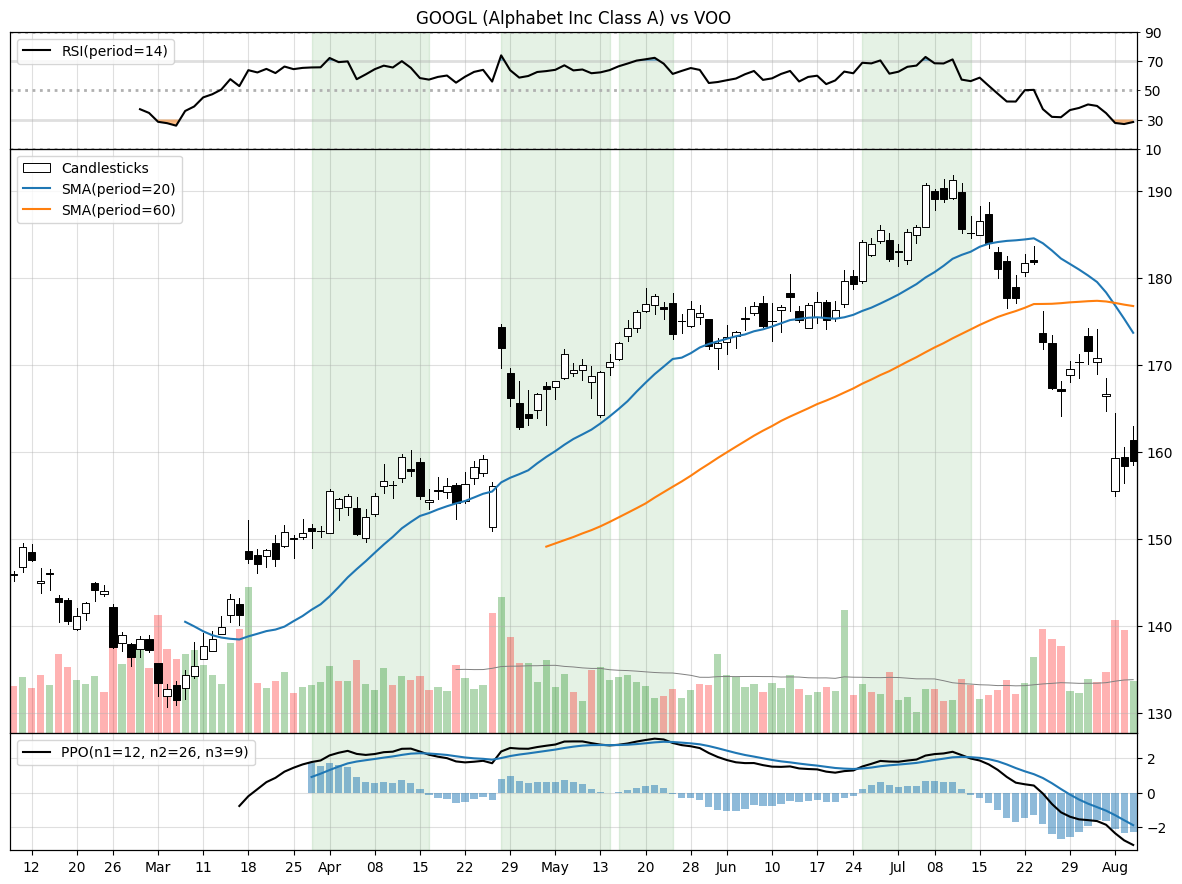 GOOGL (Alphabet Inc Class A) vs VOO
RSI(period=14)
90
70
50
30
10
Candlesticks
SMA(period=20)
SMA(period=60)
190
180
170
160
150
140
130
PPO(n1=12, n2=26, n3=9)
2
0
−2
12 20 26 Mar 11 18 25 Apr 08 15 22 29 May 13 20 28 Jun 10 17 24 Jul 08 15 22 29 Aug